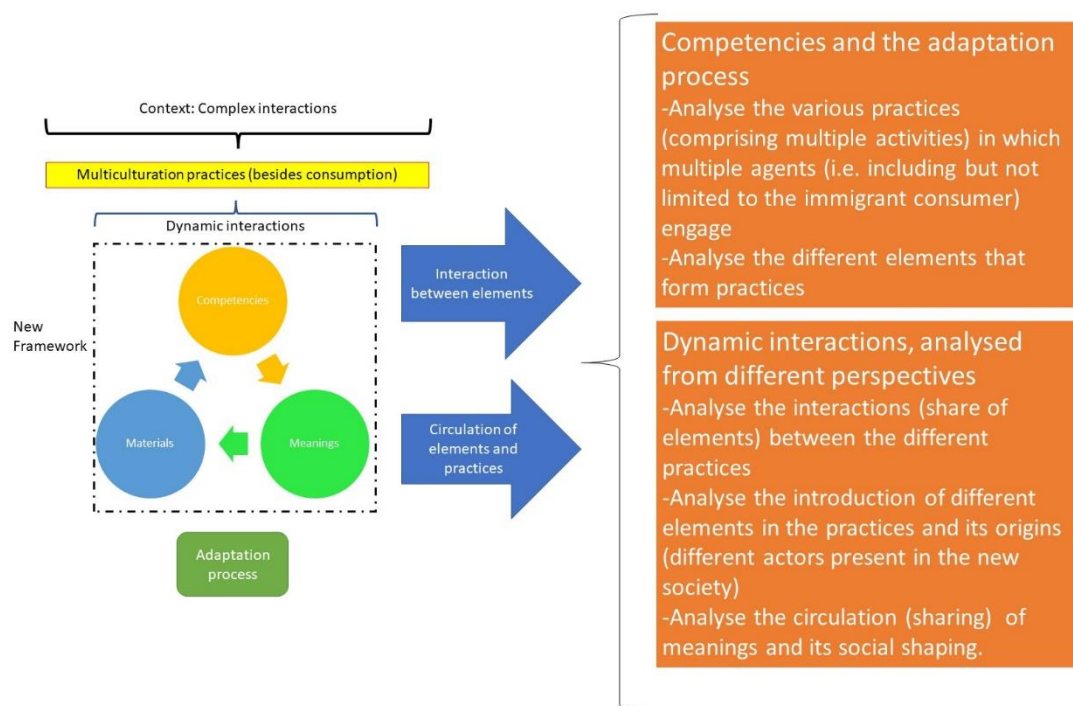 Context: Complex interactions
Multiculturation practices (besides consumption)
Dynamic interactions
New
Framework
Competencies
Materials
Meanings
Adaptation
process
Interaction
between elements
Circulation of
elements and
practices
Competencies and the adaptation
process
-Analyse the various practices
(comprising multiple activities) in which
multiple agents (i.e. including but not
limited to the immigrant consumer)
engage
-Analyse the different elements that
form practices
Dynamic interactions, analysed
from different perspectives
-Analyse the interactions (share of
elements) between the different
practices
-Analyse the introduction of different
elements in the practices and its origins
(different actors present in the new
society)
-Analyse the circulation (sharing) of
meanings and its social shaping.